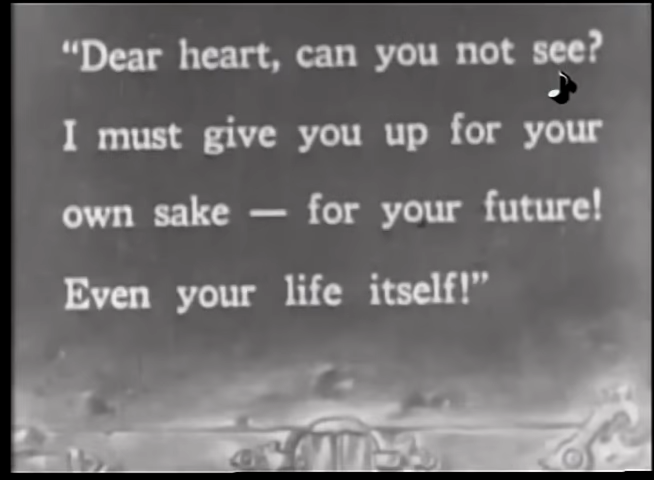 “Dear heart, can you not see?
I must give you up for your
own sake — for your future!
Even your life itself!”